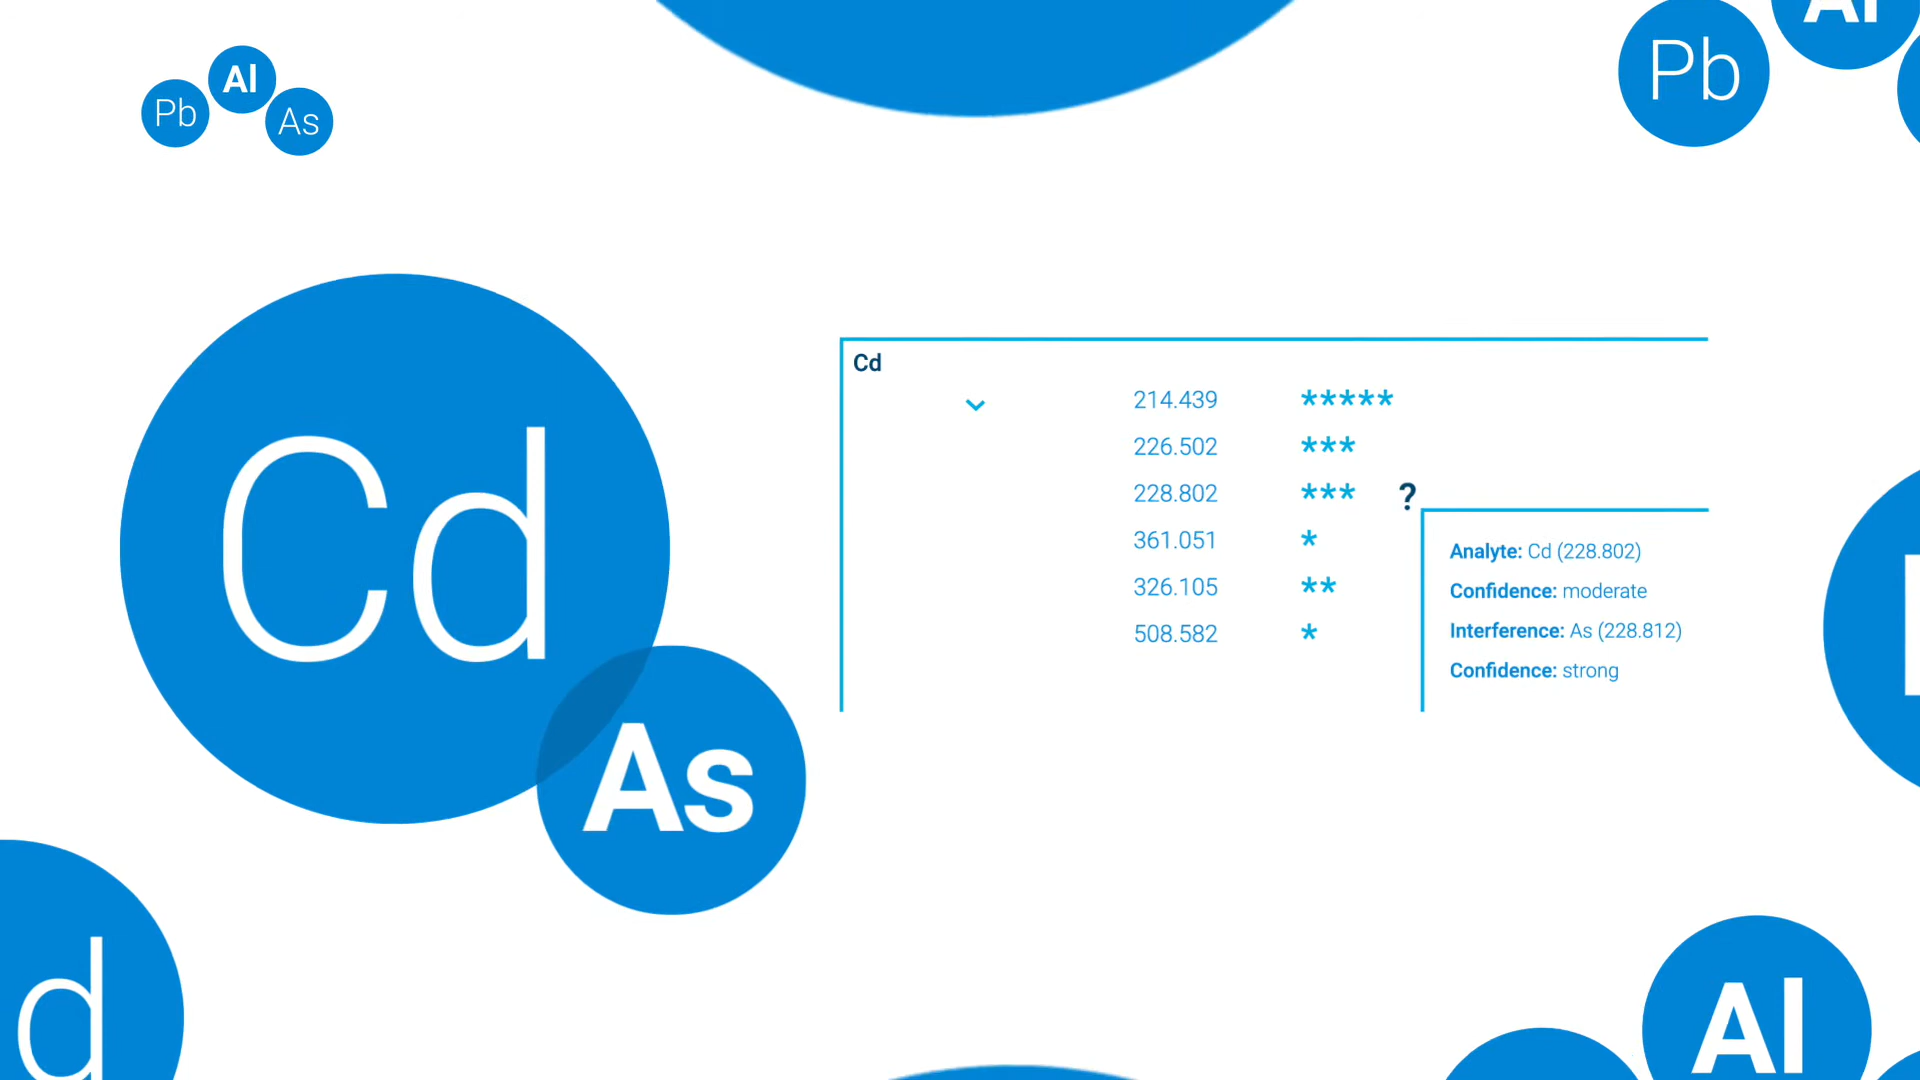 Al
Pb
As
Pb
Al
Cd
As
Cd
214.439 *****
226.502 ***
228.802 *** ?
361.051 *
326.105 **
508.582 *
Analyte: Cd (228.802)
Confidence: moderate
Interference: As (228.812)
Confidence: strong
d
Al